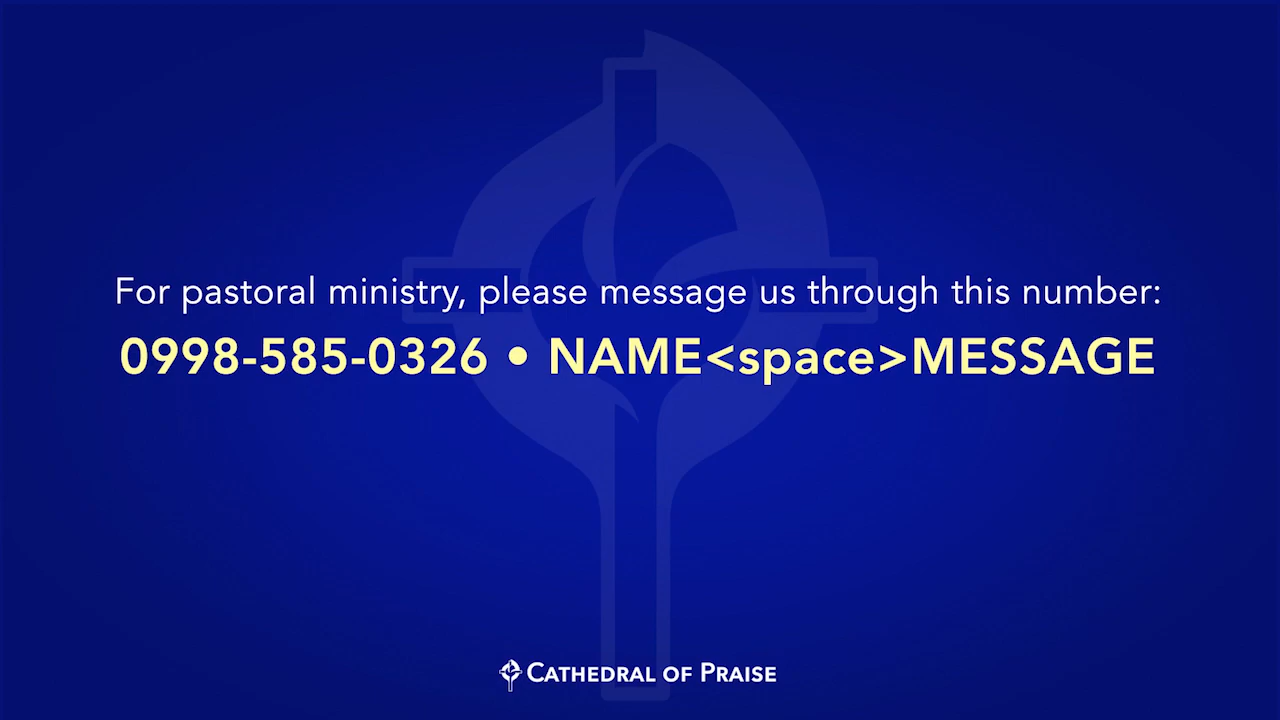 For pastoral ministry, please message us through this number:
0998-585-0326 • NAME<space>MESSAGE
CATHEDRAL OF PRAISE